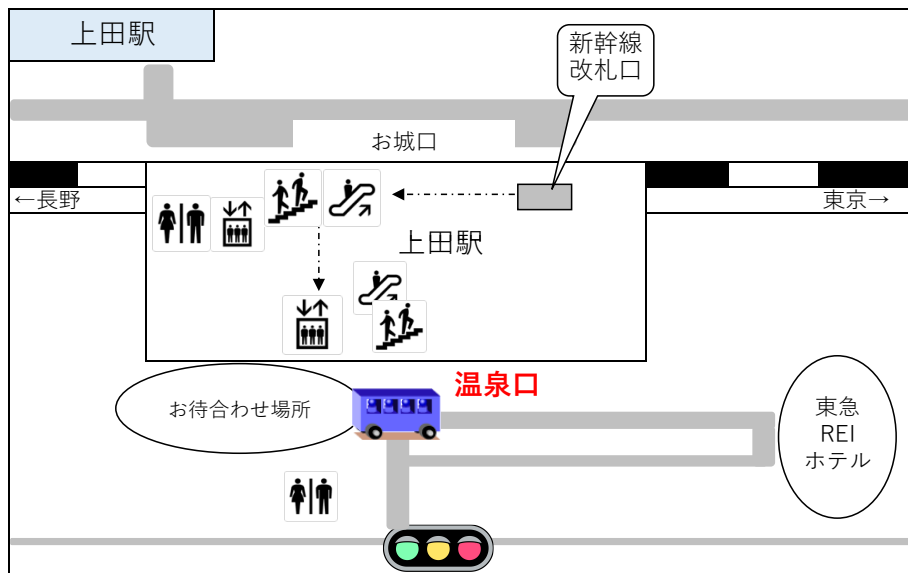 上田駅
新幹線
改札口
お城口
←長野
東京→
上田駅
温泉口
お待合わせ場所
東急
REI
ホテル